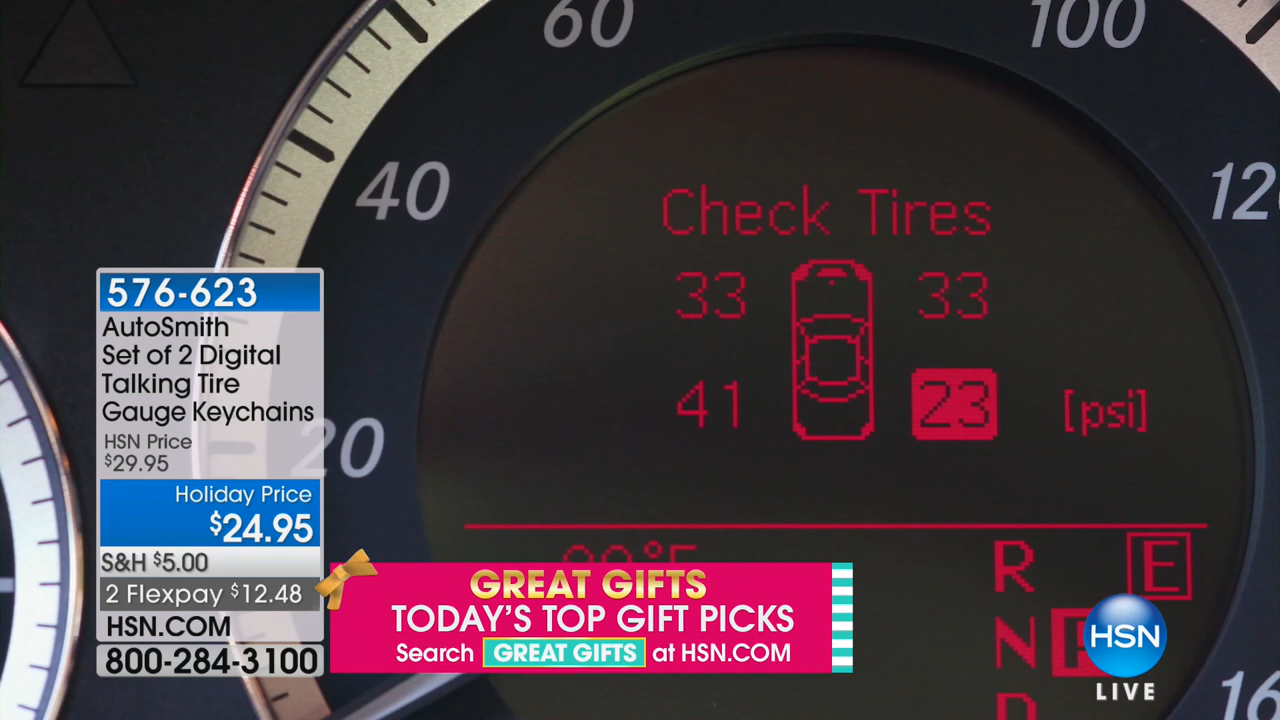 60
100
40
120
20
Check Tires
33 33
41 23 [psi]
R E
N P
D
576-623
AutoSmith
Set of 2 Digital
Talking Tire
Gauge Keychains
HSN Price
$29.95
Holiday Price
$24.95
S&H $5.00
2 Flexpay $12.48
HSN.COM
800-284-3100
GREAT GIFTS
TODAY'S TOP GIFT PICKS
Search GREAT GIFTS at HSN.COM
HSN
LIVE